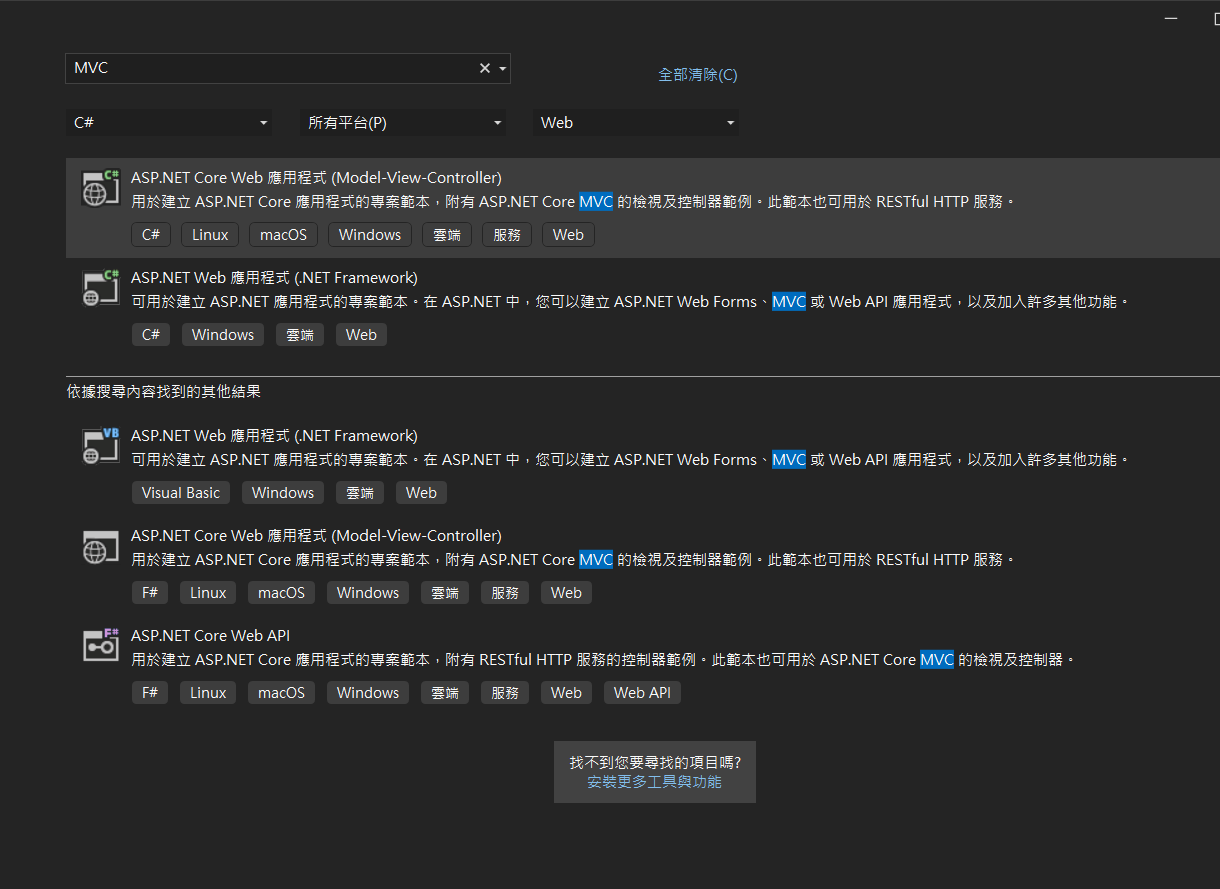 MVC
全部清除(C)
C#
所有平台(P)
Web
C#
ASP.NET Core Web 應用程式 (Model-View-Controller)
用於建立 ASP.NET Core 應用程式的專案範本，附有 ASP.NET Core MVC 的檢視及控制器範例。此範本也可用於 RESTful HTTP 服務。
C# Linux macOS Windows 雲端 服務 Web
C#
ASP.NET Web 應用程式 (.NET Framework)
可用於建立 ASP.NET 應用程式的專案範本。在 ASP.NET 中，您可以建立 ASP.NET Web Forms、MVC 或 Web API 應用程式，以及加入許多其他功能。
C# Windows 雲端 Web
依據搜尋內容找到的其他結果
VB
ASP.NET Web 應用程式 (.NET Framework)
可用於建立 ASP.NET 應用程式的專案範本。在 ASP.NET 中，您可以建立 ASP.NET Web Forms、MVC 或 Web API 應用程式，以及加入許多其他功能。
Visual Basic Windows 雲端 Web
ASP.NET Core Web 應用程式 (Model-View-Controller)
用於建立 ASP.NET Core 應用程式的專案範本，附有 ASP.NET Core MVC 的檢視及控制器範例。此範本也可用於 RESTful HTTP 服務。
F# Linux macOS Windows 雲端 服務 Web
F#
ASP.NET Core Web API
用於建立 ASP.NET Core 應用程式的專案範本，附有 RESTful HTTP 服務的控制器範例。此範本也可用於 ASP.NET Core MVC 的檢視及控制器。
F# Linux macOS Windows 雲端 服務 Web Web API
找不到您要尋找的項目嗎?
安裝更多工具與功能